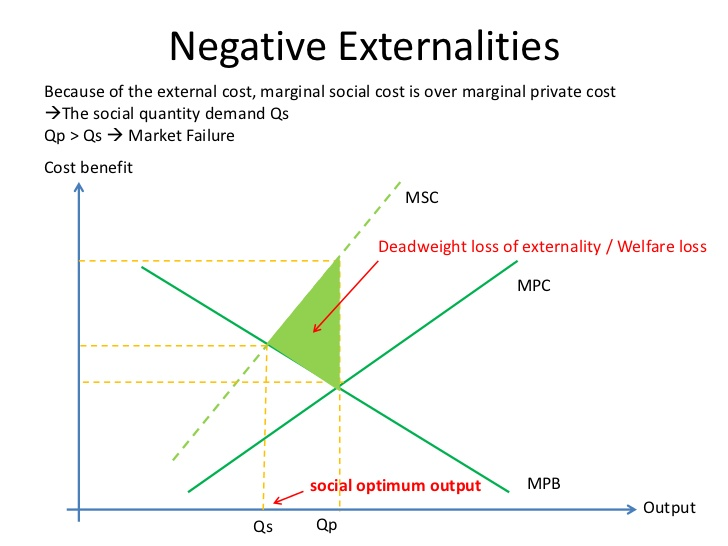 Negative Externalities
Because of the external cost, marginal social cost is over marginal private cost
→The social quantity demand Qs
Qp > Qs → Market Failure
Cost benefit
MSC
Deadweight loss of externality / Welfare loss
MPC
social optimum output
MPB
Output
Qs
Qp